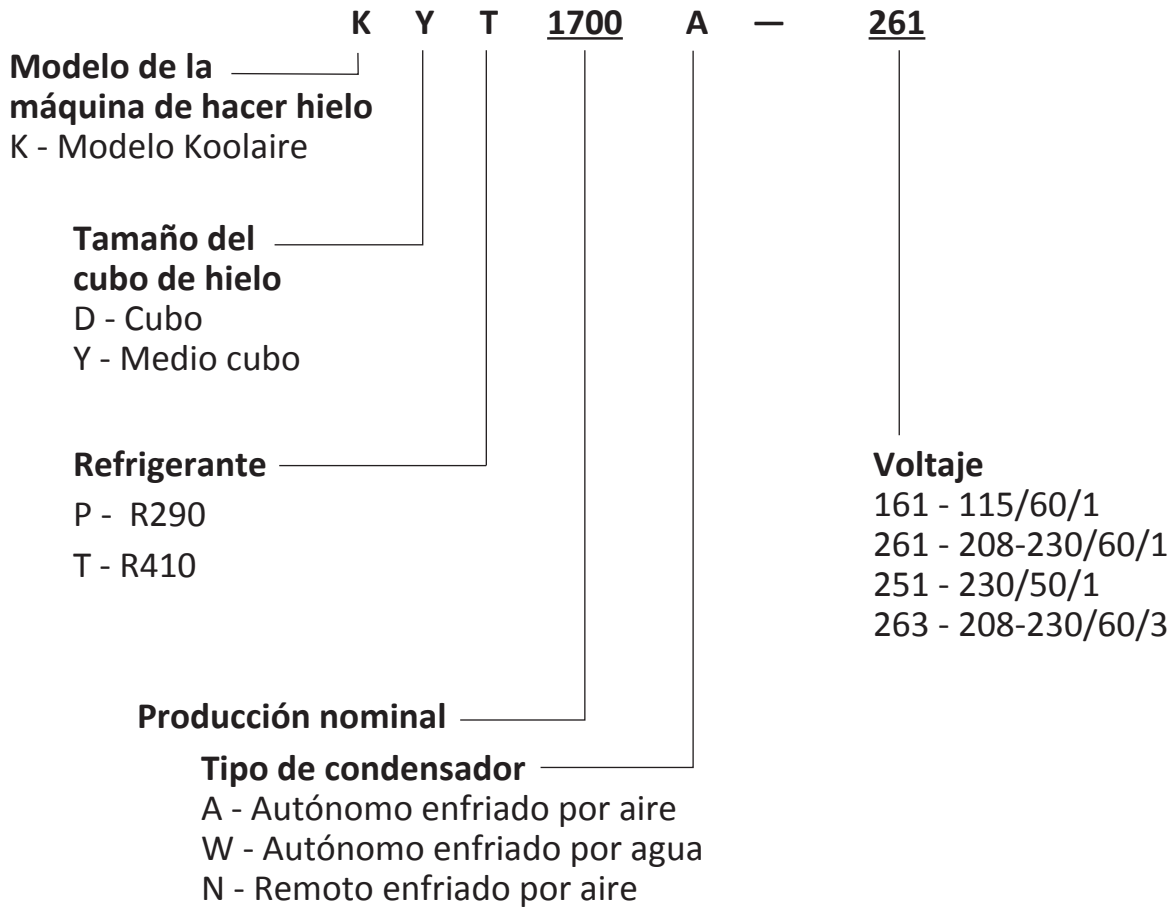 K Y T 1700 A — 261
Modelo de la
máquina de hacer hielo
K - Modelo Koolaire
Tamaño del
cubo de hielo
D - Cubo
Y - Medio cubo
Refrigerante
P - R290
T - R410
Voltaje
161 - 115/60/1
261 - 208-230/60/1
251 - 230/50/1
263 - 208-230/60/3
Producción nominal
Tipo de condensador
A - Autónomo enfriado por aire
W - Autónomo enfriado por agua
N - Remoto enfriado por aire